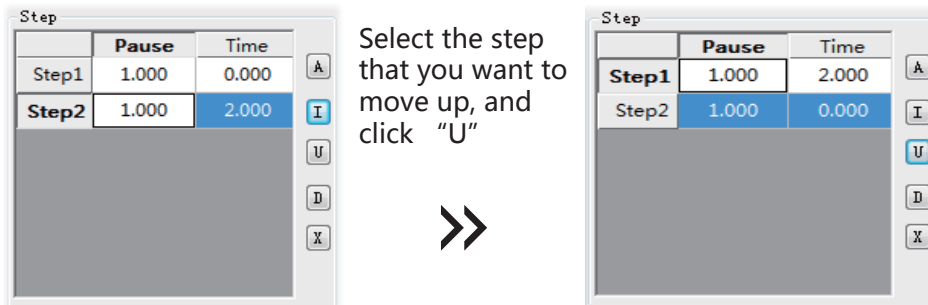 Step
Pause Time
Step1 1.000 0.000 A
Step2 1.000 2.000 I
U
D
X
Select the step
that you want to
move up, and
click “U”
»
Step
Pause Time
Step1 1.000 2.000 A
Step2 1.000 0.000 I
U
D
X